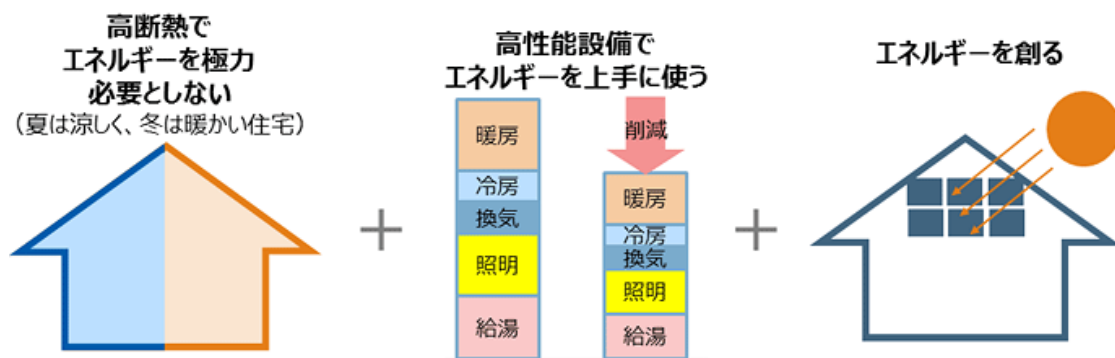 高断熱で
エネルギーを極力
必要としない
（夏は涼しく、冬は暖かい住宅）
高性能設備で
エネルギーを上手に使う
暖房
冷房
換気
照明
給湯
削減
暖房
冷房
換気
照明
給湯
エネルギーを創る